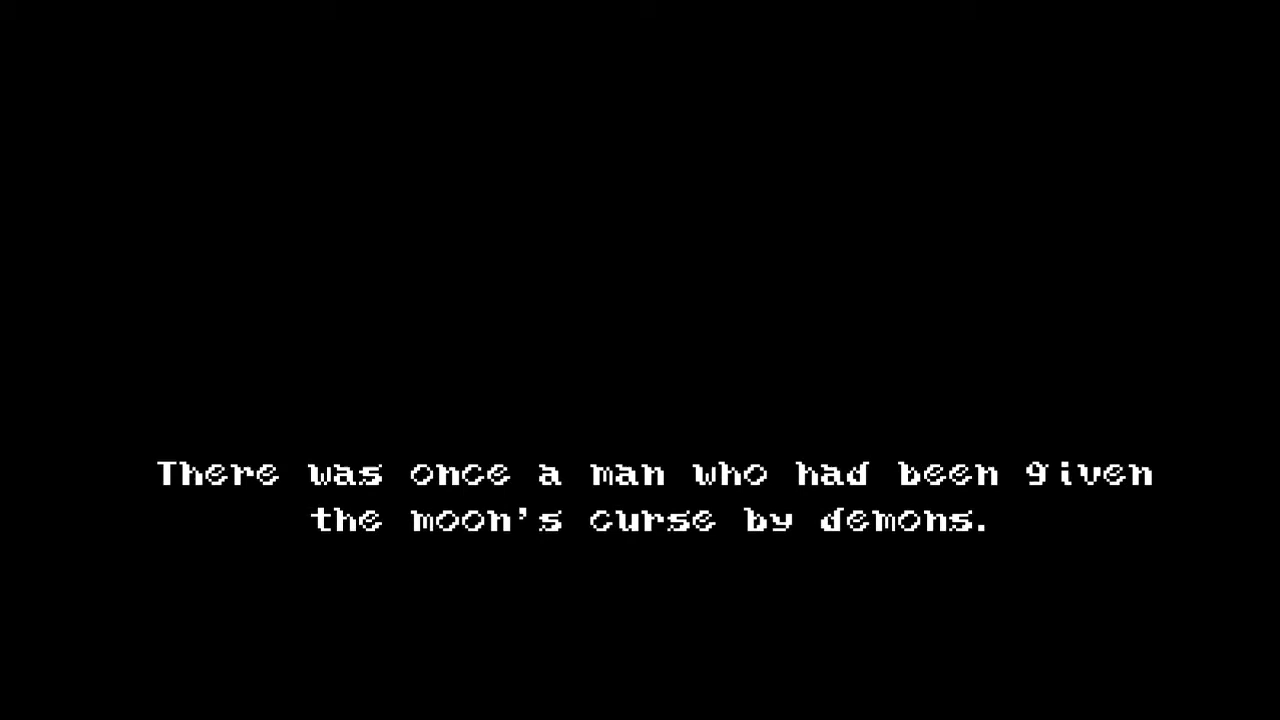 There was once a man who had been given
the moon's curse by demons.